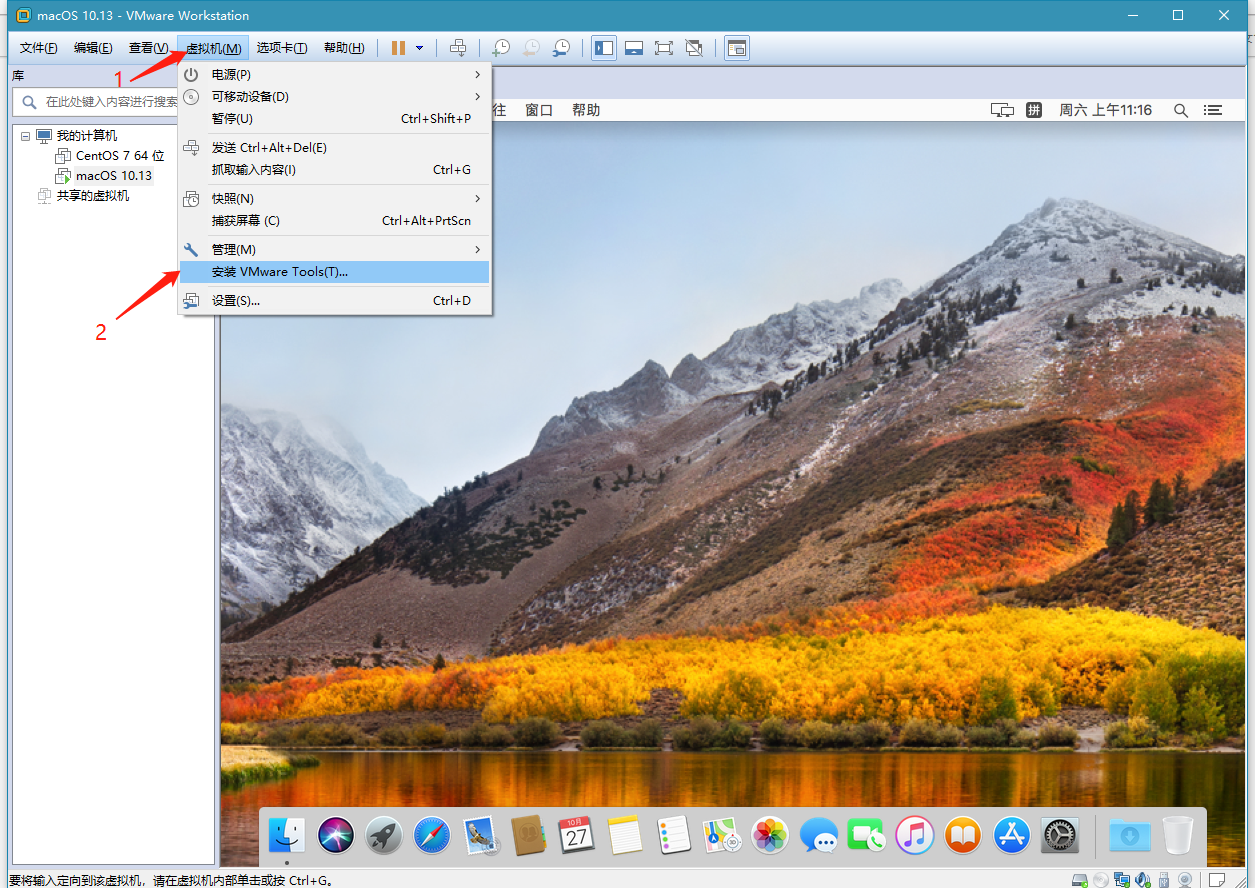 macOS 10.13 - VMware Workstation
文件(F) 编辑(E) 查看(V) 虚拟机(M) 选项卡(T) 帮助(H)
1
库
在此处键入内容进行搜索
我的计算机
CentOS 7 64 位
macOS 10.13
共享的虚拟机
电源(P)
可移动设备(D)
暂停(U) Ctrl+Shift+P
发送 Ctrl+Alt+Del(E)
抓取输入内容(I) Ctrl+G
快照(N)
捕获屏幕 (C) Ctrl+Alt+PrtScn
管理(M)
安装 VMware Tools(T)...
设置(S)... Ctrl+D
2
往 窗口 帮助 拼 周六 上午11:16
10月
27
要将输入定向到该虚拟机，请在虚拟机内部单击或按 Ctrl+G。